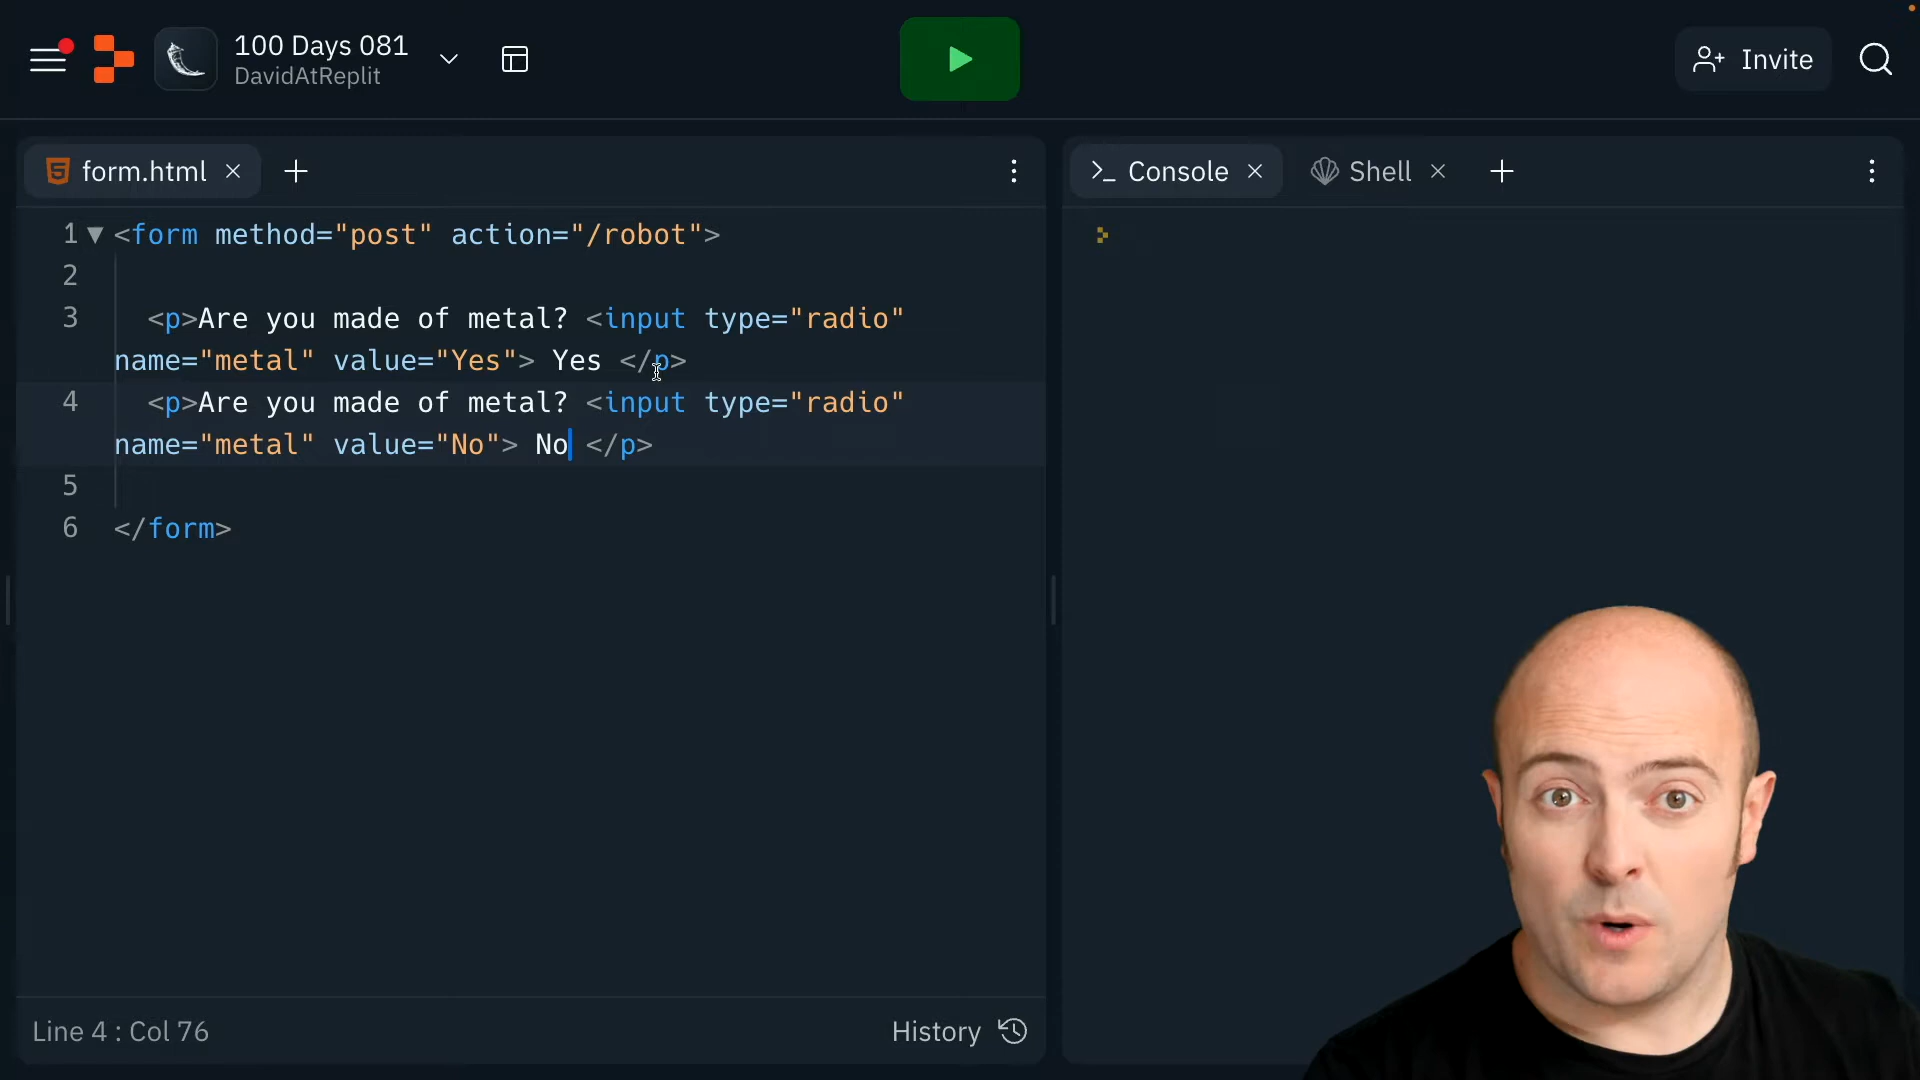 100 Days 081
DavidAtReplit
Invite
form.html
Console
Shell
1 <form method="post" action="/robot">
2
3 <p>Are you made of metal? <input type="radio"
name="metal" value="Yes"> Yes </p>
4 <p>Are you made of metal? <input type="radio"
name="metal" value="No"> No </p>
5
6 </form>
Line 4 : Col 76
History